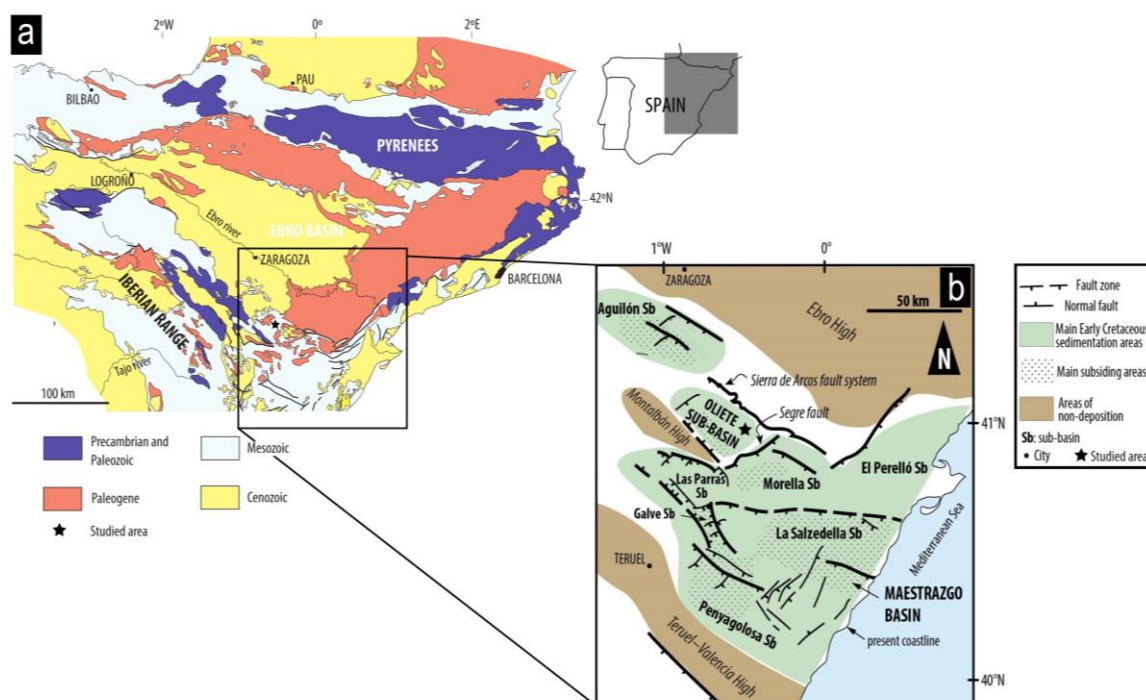 a
2ºW
0º
2ºE
PAU
BILBAO
PYRENEES
LOGROÑO
42ºN
Ebro river
EBRO BASIN
ZARAGOZA
BARCELONA
IBERIAN RANGE
Tajo river
100 km
Precambrian and
Paleozoic
Mesozoic
Paleogene
Cenozoic
Studied area
SPAIN
1°W
0°
b
ZARAGOZA
50 km
Aguilón Sb
Ebro High
N
Sierra de Arcos fault system
OLIETE
SUB-BASIN
Segre fault
Montalbán High
41°N
El Perelló Sb
Las Parras
Sb
Morella Sb
Galve Sb
La Salzedella Sb
Mediterranean Sea
TERUEL
MAESTRAZGO
BASIN
Penyagolosa Sb
present coastline
Teruel–Valencia High
40°N
Fault zone
Normal fault
Main Early Cretaceous
sedimentation areas
Main subsiding areas
Areas of
non-deposition
Sb: sub-basin
City
Studied area